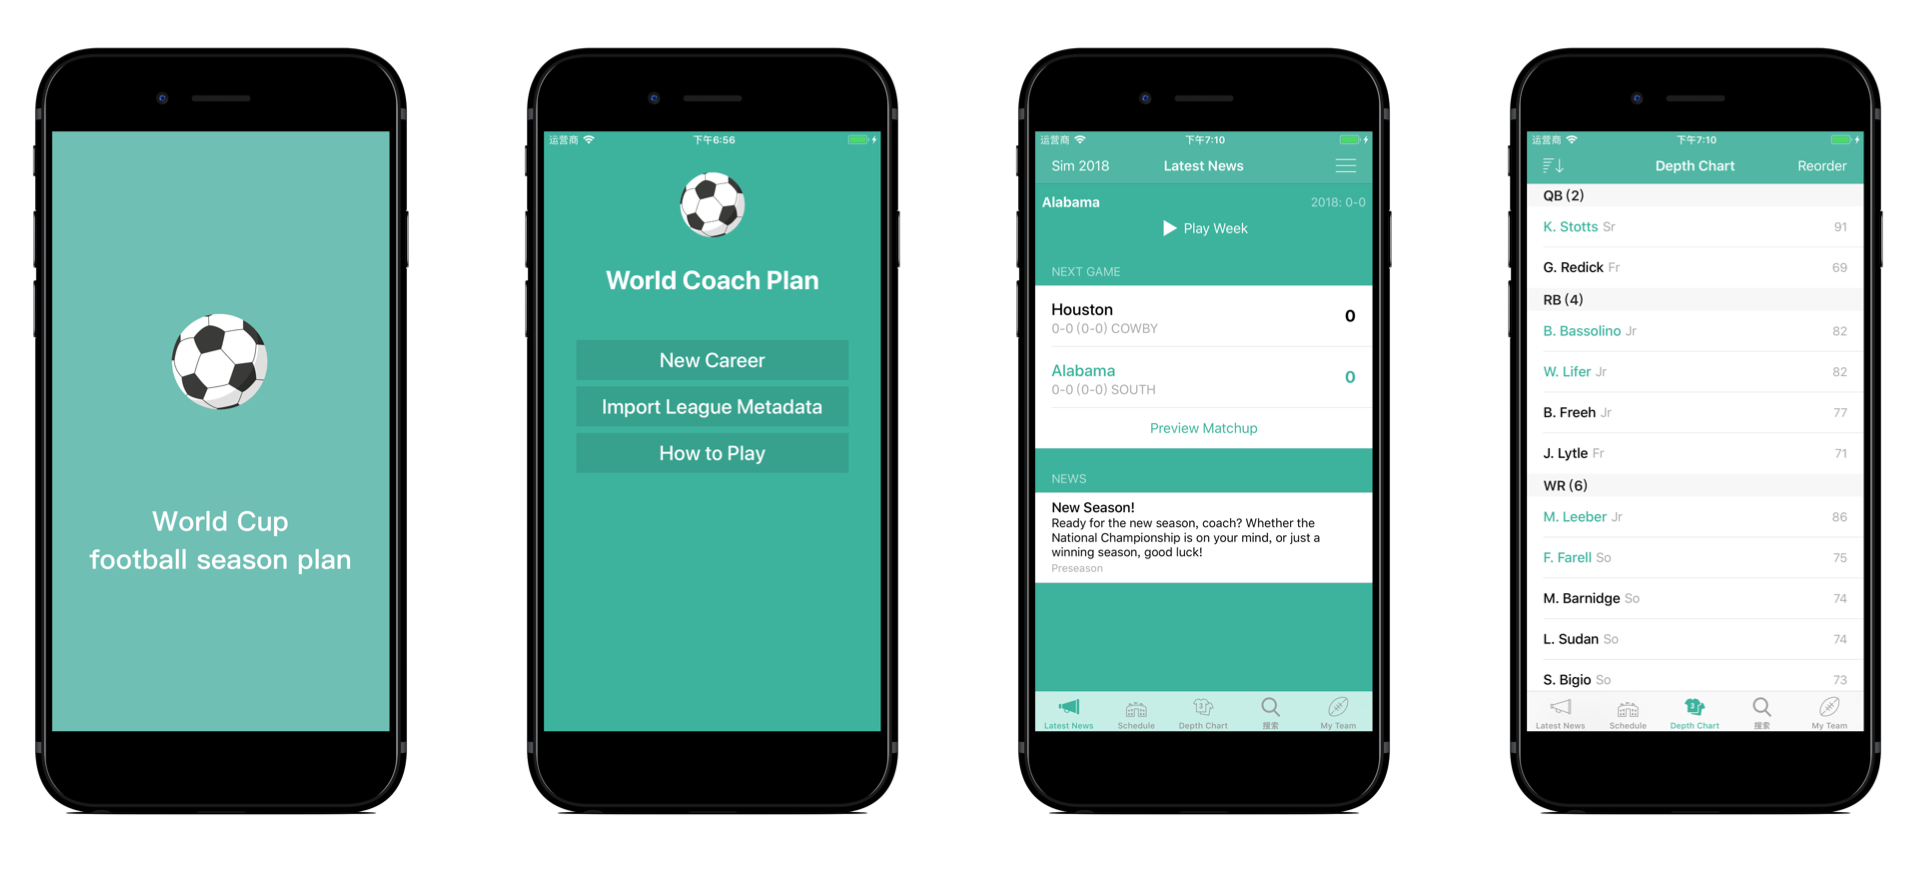 World Cup
football season plan
运营商 下午6:56
World Coach Plan
New Career
Import League Metadata
How to Play
运营商 下午7:10
Sim 2018 Latest News
Alabama 2018: 0-0
Play Week
NEXT GAME
Houston 0
0-0 (0-0) COWBY
Alabama 0
0-0 (0-0) SOUTH
Preview Matchup
NEWS
New Season!
Ready for the new season, coach? Whether the
National Championship is on your mind, or just a
winning season, good luck!
Preseason
Latest News Schedule Depth Chart 搜索 My Team
运营商 下午7:10
Depth Chart Reorder
QB (2)
K. Stotts Sr 91
G. Redick Fr 69
RB (4)
B. Bassolino Jr 82
W. Lifer Jr 82
B. Freeh Jr 77
J. Lytle Fr 71
WR (6)
M. Leeber Jr 86
F. Farell So 75
M. Barnidge So 74
L. Sudan So 74
S. Bigio So 73
Latest News Schedule Depth Chart 搜索 My Team